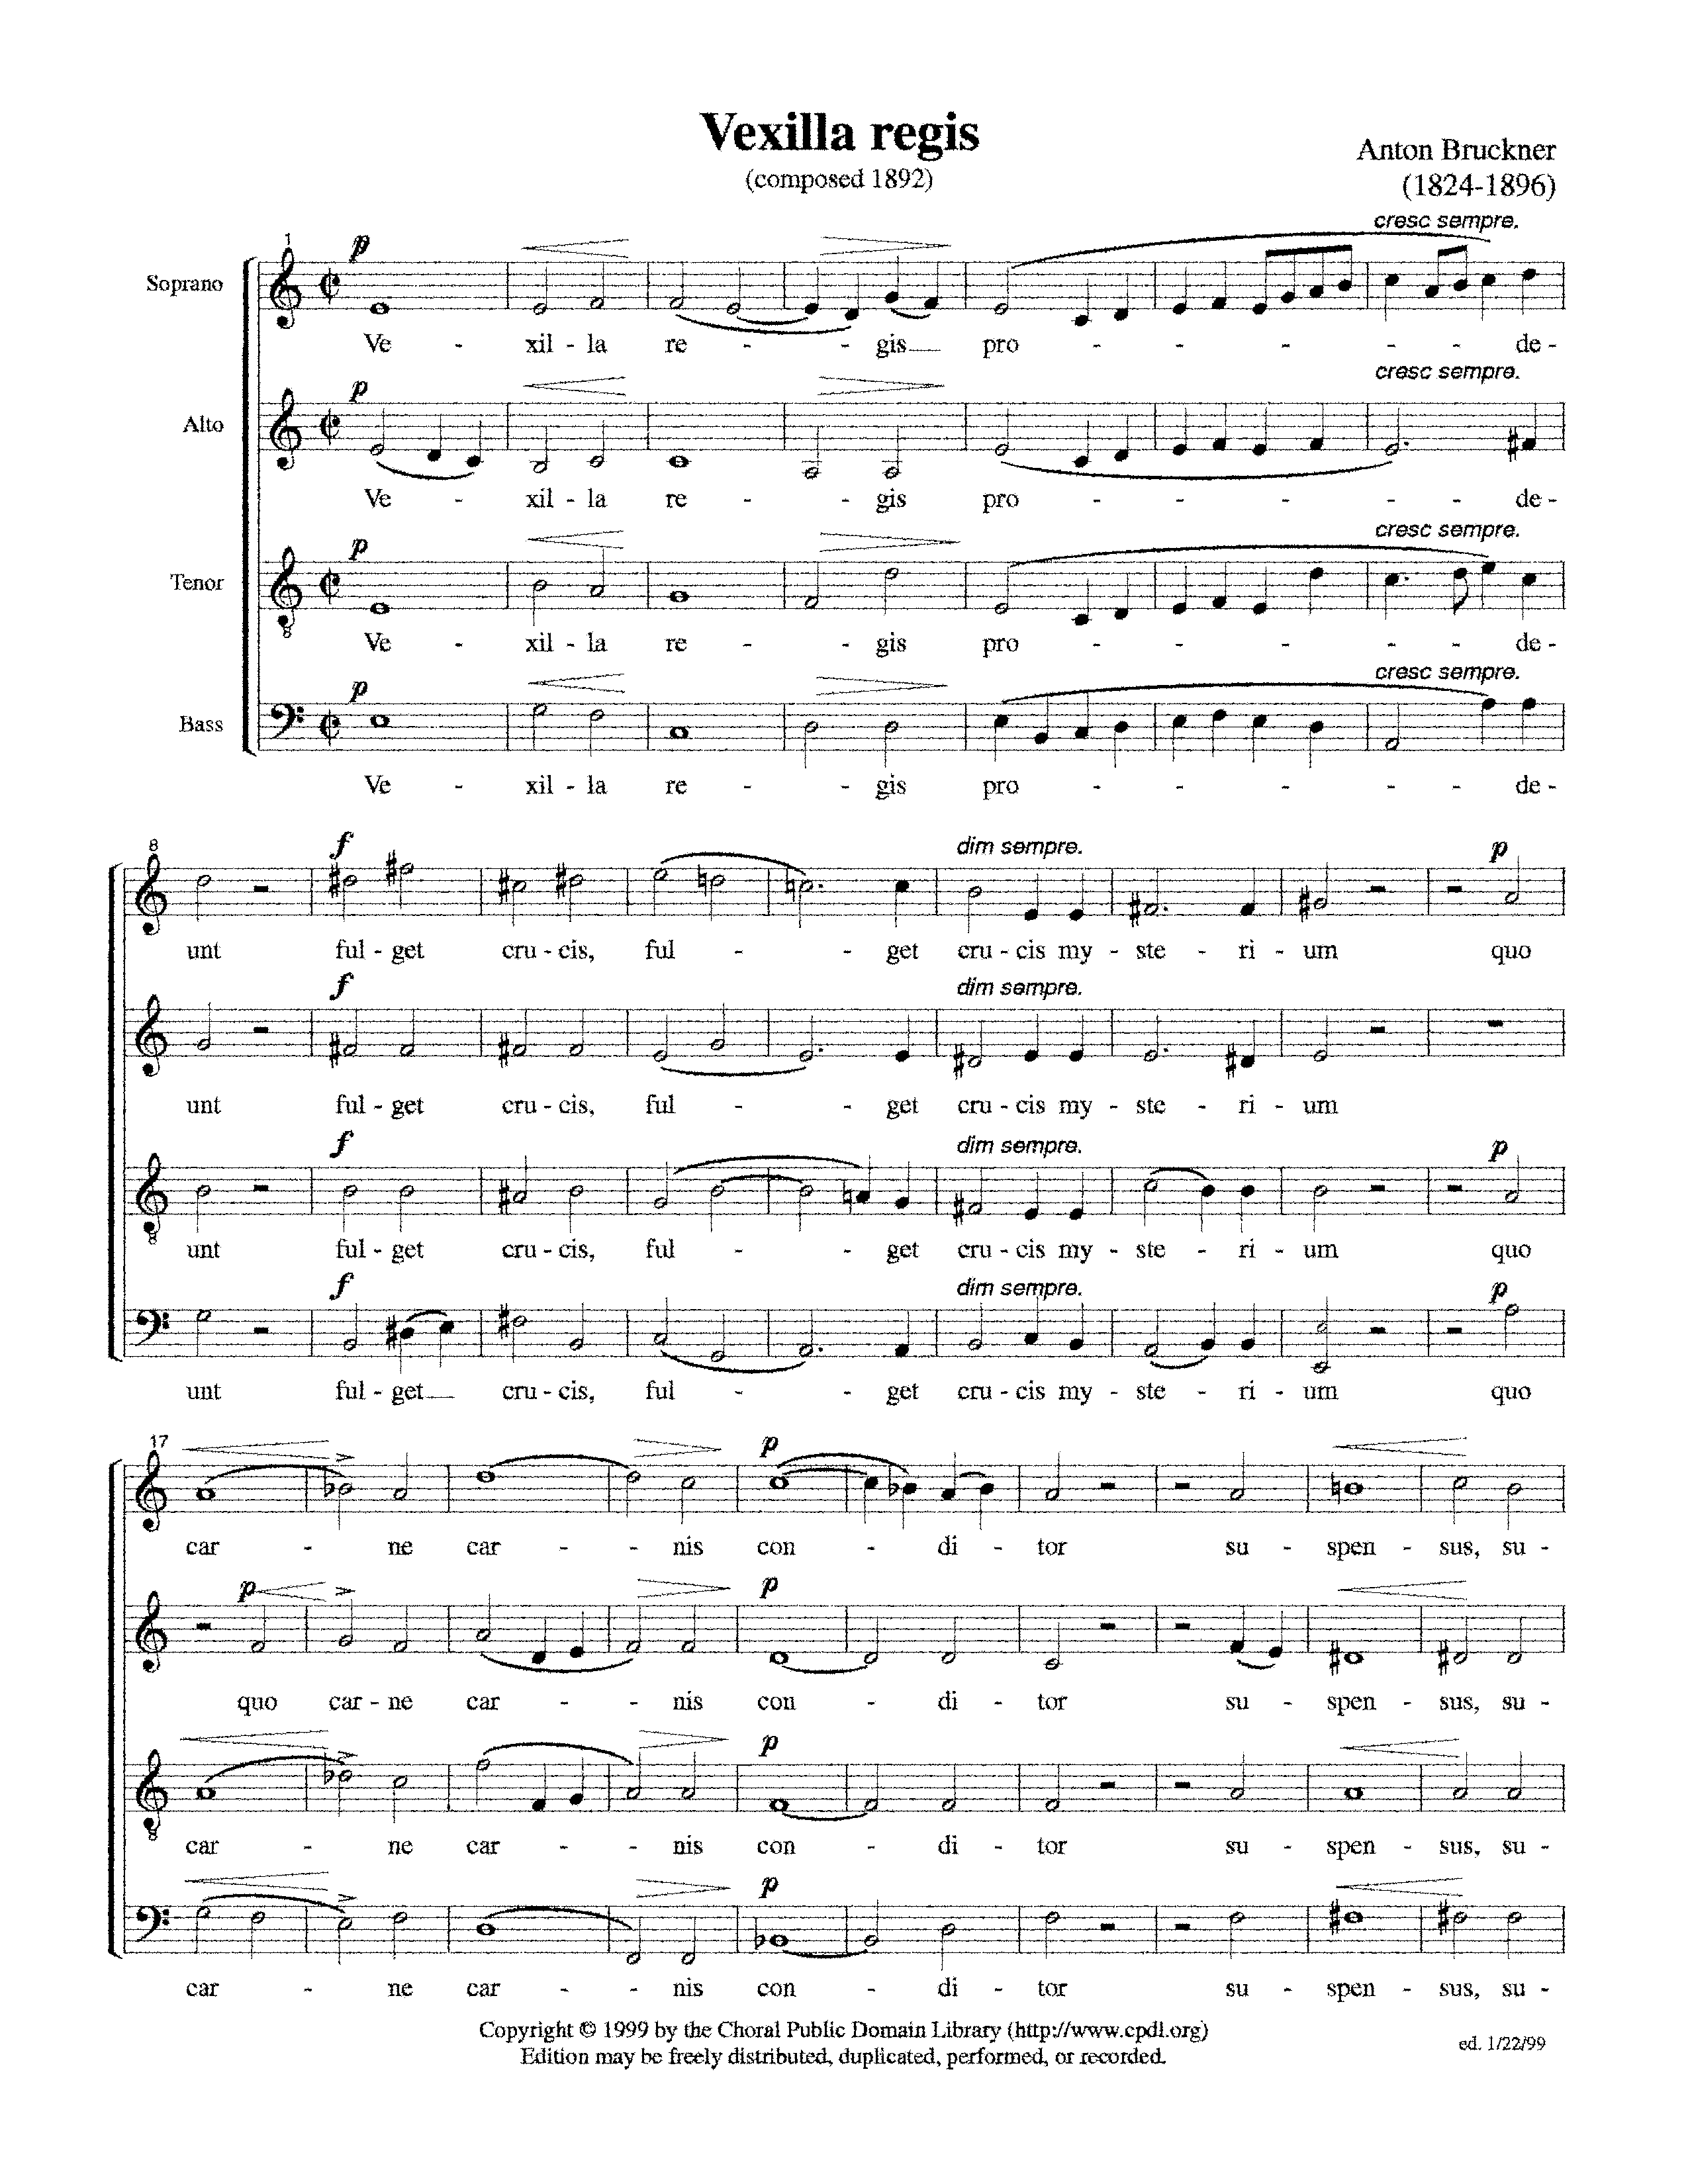 Vexilla regis
(composed 1892)
Anton Bruckner
(1824-1896)
cresc sempre.
1
p
Soprano
Ve - xil - la re - - gis pro - - - - de -
cresc sempre.
p
Alto
Ve - xil - la re - - gis pro - - - - de -
cresc sempre.
p
Tenor
Ve - xil - la re - - gis pro - - - - de -
cresc sempre.
p
Bass
Ve - xil - la re - - gis pro - - - - de -
8 f dim sempre. p
unt ful - get cru - cis, ful - - get cru - cis my - ste - ri - um quo
f dim sempre.
unt ful - get cru - cis, ful - - get cru - cis my - ste - ri - um
f dim sempre. p
unt ful - get cru - cis, ful - - get cru - cis my - ste - ri - um quo
f dim sempre. p
unt ful - get cru - cis, ful - - get cru - cis my - ste - ri - um quo
17 p
car - ne car - - nis con - di - tor su - spen - sus, su -
p p
quo car - ne car - - nis con - di - tor su - spen - sus, su -
p
car - ne car - - nis con - di - tor su - spen - sus, su -
p
car - ne car - - nis con - di - tor su - spen - sus, su -
Copyright © 1999 by the Choral Public Domain Library (http://www.cpdl.org)
Edition may be freely distributed, duplicated, performed, or recorded.
ed. 1/22/99